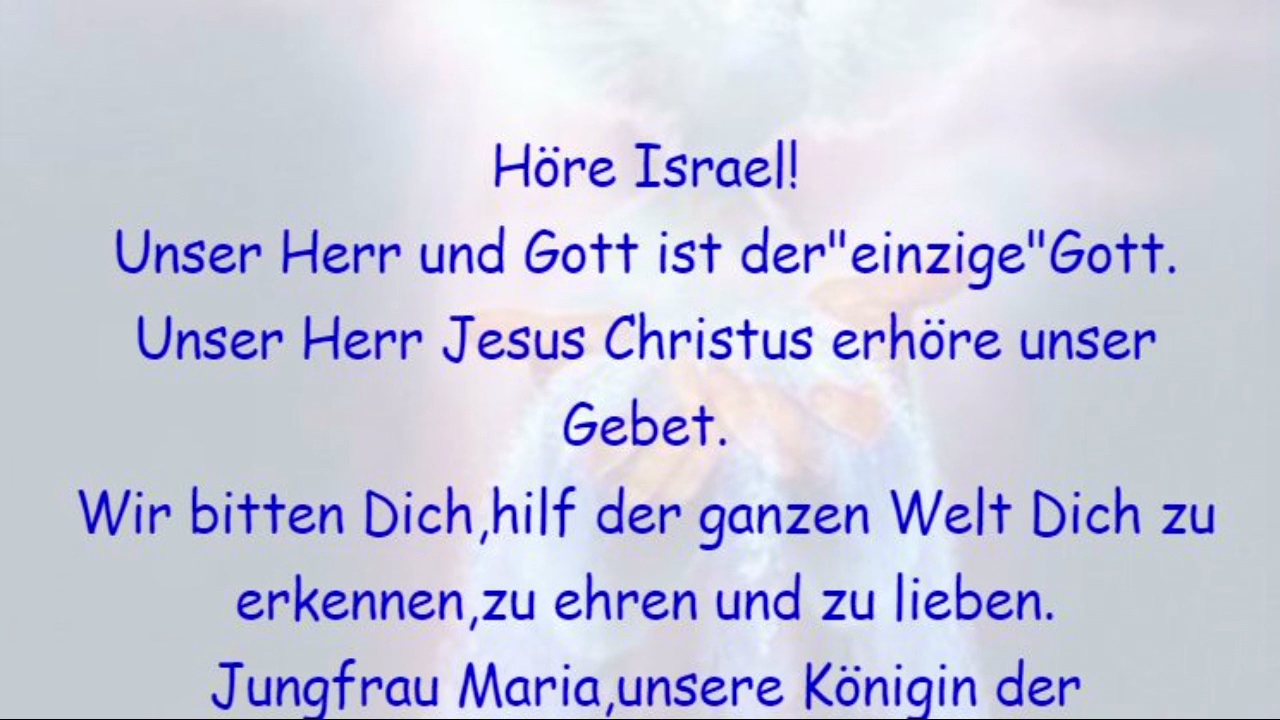 Höre Israel!
Unser Herr und Gott ist der"einzige"Gott.
Unser Herr Jesus Christus erhöre unser
Gebet.
Wir bitten Dich,hilf der ganzen Welt Dich zu
erkennen,zu ehren und zu lieben.
Jungfrau Maria,unsere Königin der